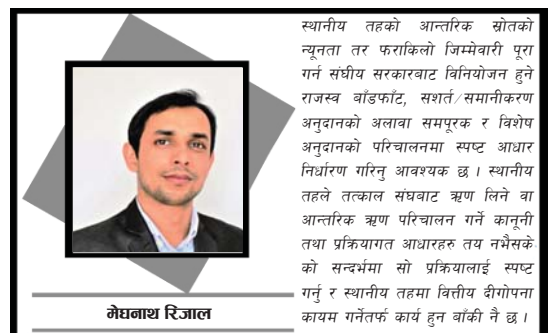 स्थानीय तहको आन्तरिक स्रोतको
न्यूनता तर फराकिलो जिम्मेवारी पूरा
गर्न संघीय सरकारबाट विनियोजन हुने
राजस्व बाँडफाँट, सशर्त/समानीकरण
अनुदानको अलावा समपूरक र विशेष
अनुदानको परिचालनमा स्पष्ट आधार
निर्धारण गरिनु आवश्यक छ । स्थानीय
तहले तत्काल संघबाट ऋण लिने वा
आन्तरिक ऋण परिचालन गर्ने कानूनी
तथा प्रक्रियागत आधारहरु तय नभैसके
को सन्दर्भमा सो प्रक्रियालाई स्पष्ट
गर्नु र स्थानीय तहमा वित्तीय दीगोपना
कायम गर्नेतर्फ कार्य हुन बाँकी नै छ ।
मेघनाथ रिजाल